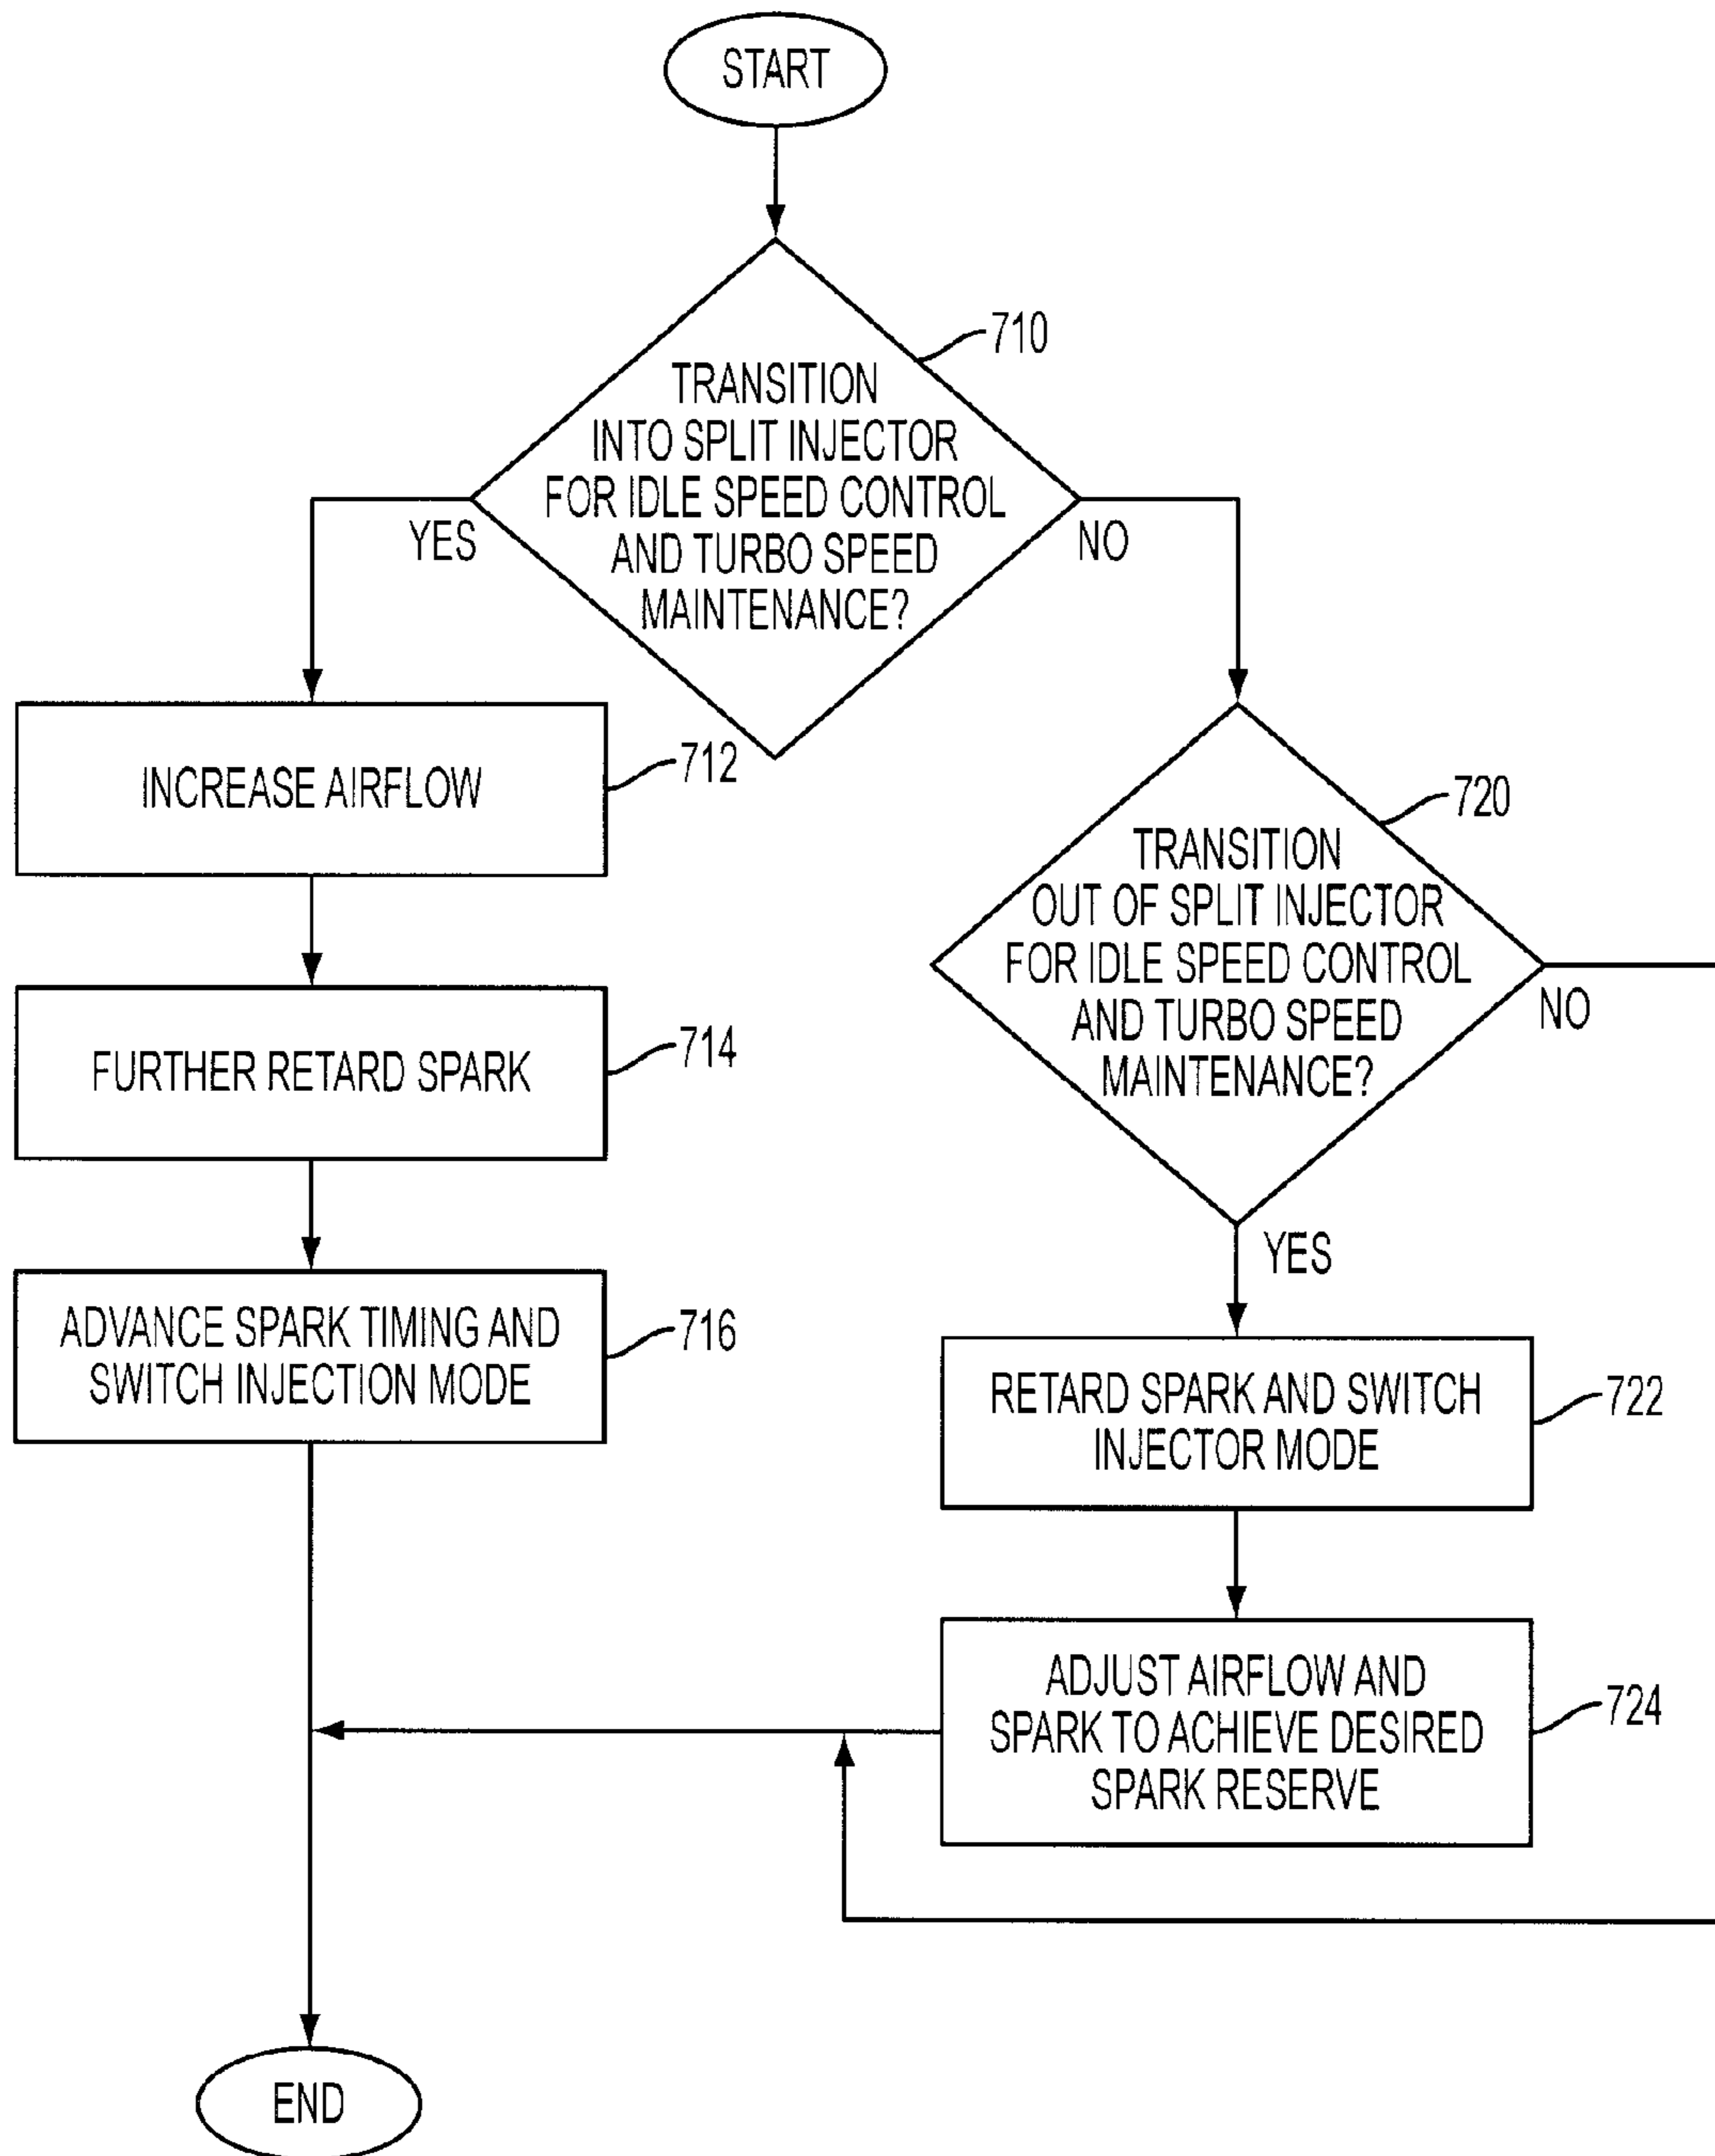 START
710
TRANSITION
INTO SPLIT INJECTOR
FOR IDLE SPEED CONTROL
AND TURBO SPEED
MAINTENANCE?
YES
NO
INCREASE AIRFLOW
712
FURTHER RETARD SPARK
714
ADVANCE SPARK TIMING AND
SWITCH INJECTION MODE
716
720
TRANSITION
OUT OF SPLIT INJECTOR
FOR IDLE SPEED CONTROL
AND TURBO SPEED
MAINTENANCE?
NO
YES
RETARD SPARK AND SWITCH
INJECTOR MODE
722
ADJUST AIRFLOW AND
SPARK TO ACHIEVE DESIRED
SPARK RESERVE
724
END